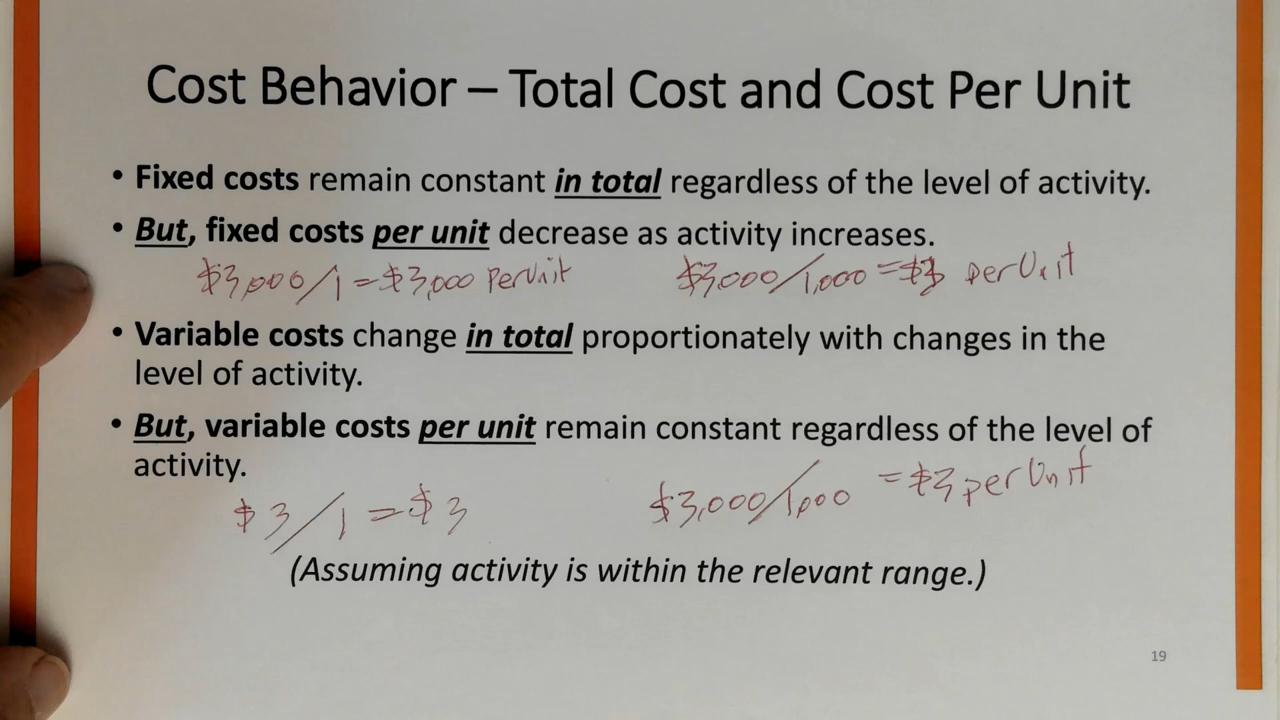 Cost Behavior – Total Cost and Cost Per Unit
• Fixed costs remain constant in total regardless of the level of activity.
• But, fixed costs per unit decrease as activity increases.
$3,000/1 = $3,000 Per Unit $3,000/1,000 = $3 per Unit
• Variable costs change in total proportionately with changes in the
level of activity.
• But, variable costs per unit remain constant regardless of the level of
activity.
$3/1 = $3 $3,000/1,000 = $3 per Unit
(Assuming activity is within the relevant range.)
19